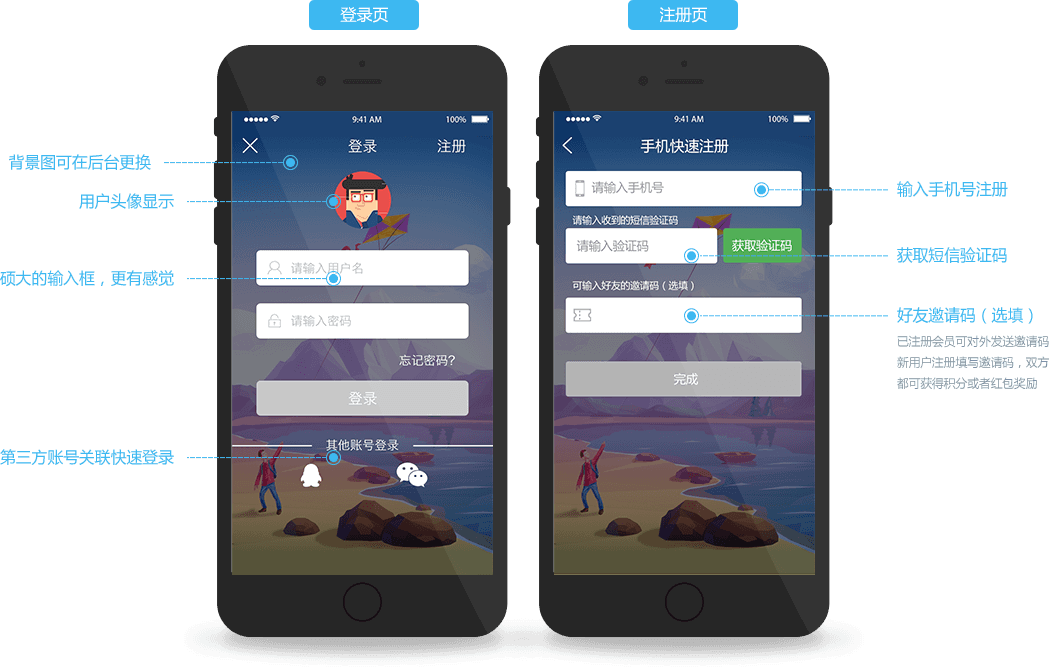 登录页
注册页
9:41 AM
100%
登录
注册
背景图可在后台更换
用户头像显示
请输入用户名
硕大的输入框，更有感觉
请输入密码
忘记密码?
登录
其他账号登录
第三方账号关联快速登录
9:41 AM
100%
手机快速注册
请输入手机号
输入手机号注册
请输入收到的短信验证码
请输入验证码
获取验证码
获取短信验证码
可输入好友的邀请码（选填）
好友邀请码（选填）
已注册会员可对外发送邀请码
新用户注册填写邀请码，双方
都可获得积分或者红包奖励
完成